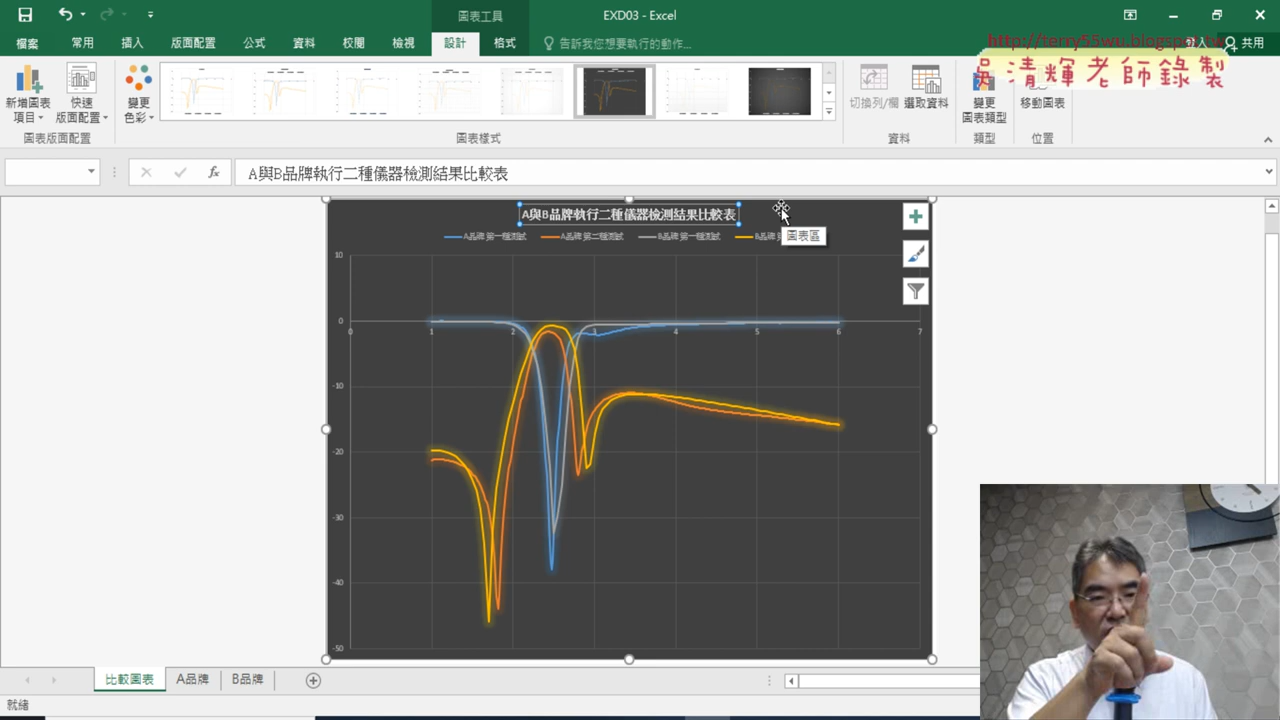 圖表工具
EXD03 - Excel
檔案 常用 插入 版面配置 公式 資料 校閱 檢視 設計 格式 告訴我您想要執行的動作... 共用
http://terry55wu.blogspot.tw
吳清輝老師錄製
新增圖表項目 快速版面配置 變更色彩 切換列/欄 選取資料 變更圖表類型 移動圖表
圖表版面配置 圖表樣式 資料 類型 位置
fx A與B品牌執行二種儀器檢測結果比較表
A與B品牌執行二種儀器檢測結果比較表
A品牌 第一種測試 A品牌 第二種測試 B品牌 第一種測試
圖表區
10
0
0 1 2 3 4 5 6 7
-10
-20
-30
-40
-50
比較圖表 A品牌 B品牌
就緒